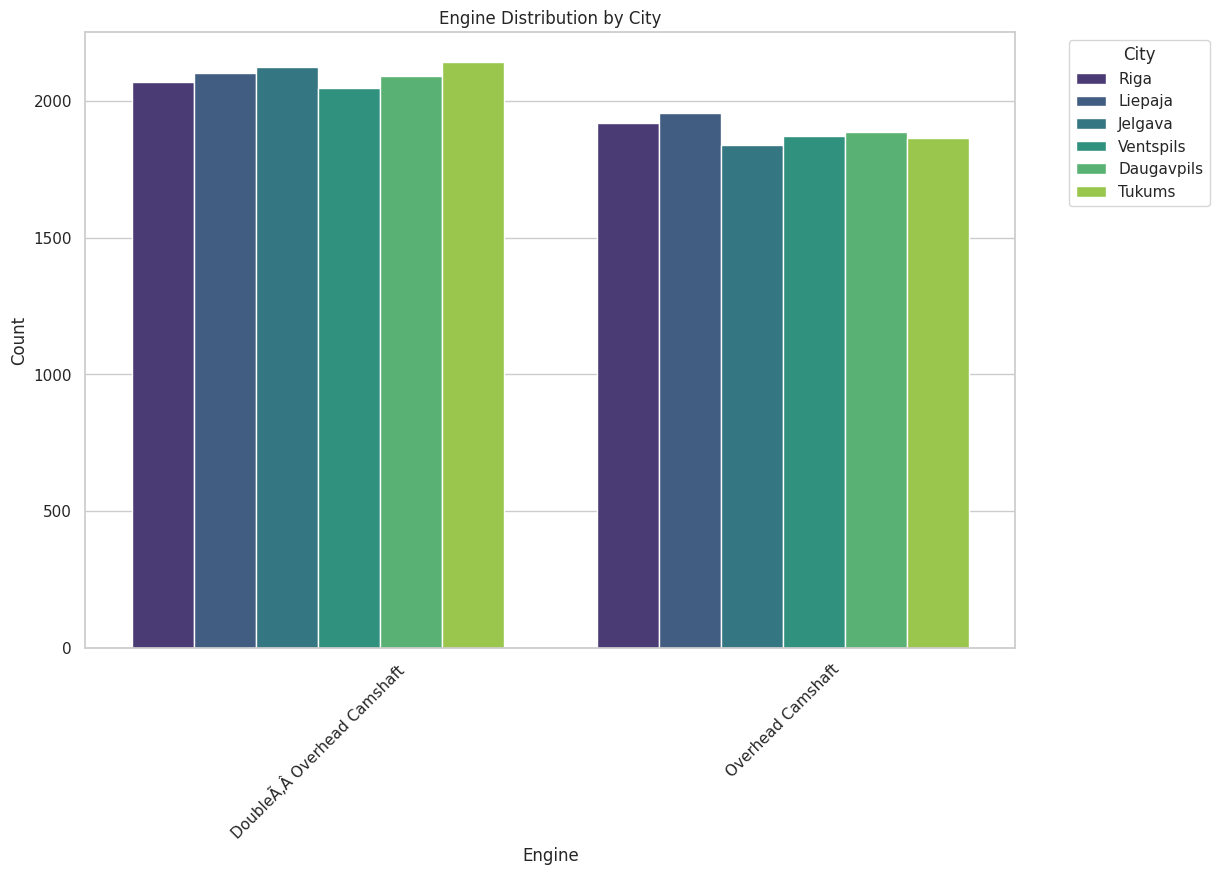 Engine Distribution by City
City
Riga
Liepaja
Jelgava
Ventspils
Daugavpils
Tukums
Count
2000
1500
1000
500
0
DoubleÃ‚Â Overhead Camshaft
Overhead Camshaft
Engine